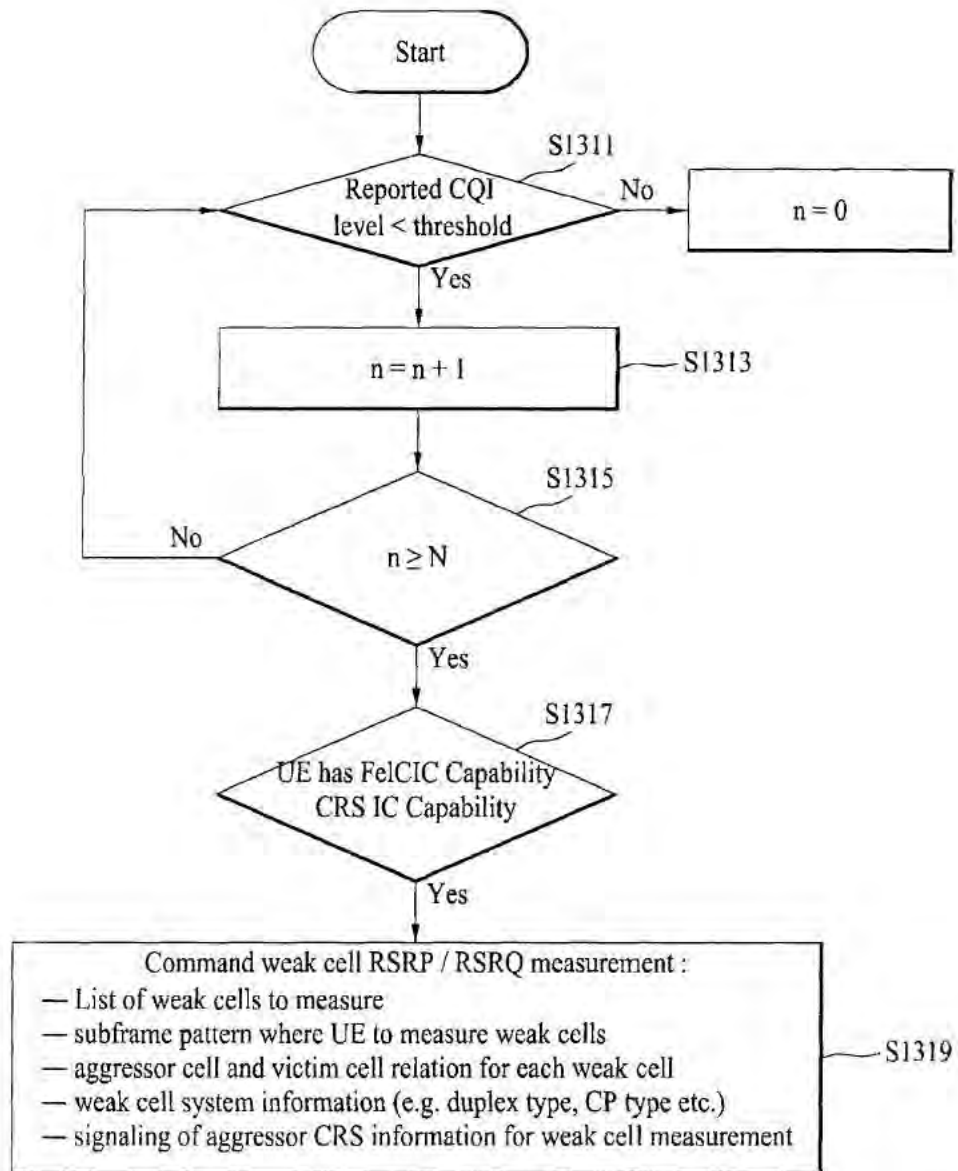 Start
S1311
Reported CQI
level < threshold
No
n = 0
Yes
n = n + 1
S1313
S1315
No
n ≥ N
Yes
S1317
UE has FeICIC Capability
CRS IC Capability
Yes
Command weak cell RSRP / RSRQ measurement :
— List of weak cells to measure
— subframe pattern where UE to measure weak cells
— aggressor cell and victim cell relation for each weak cell
— weak cell system information (e.g. duplex type, CP type etc.)
— signaling of aggressor CRS information for weak cell measurement
S1319